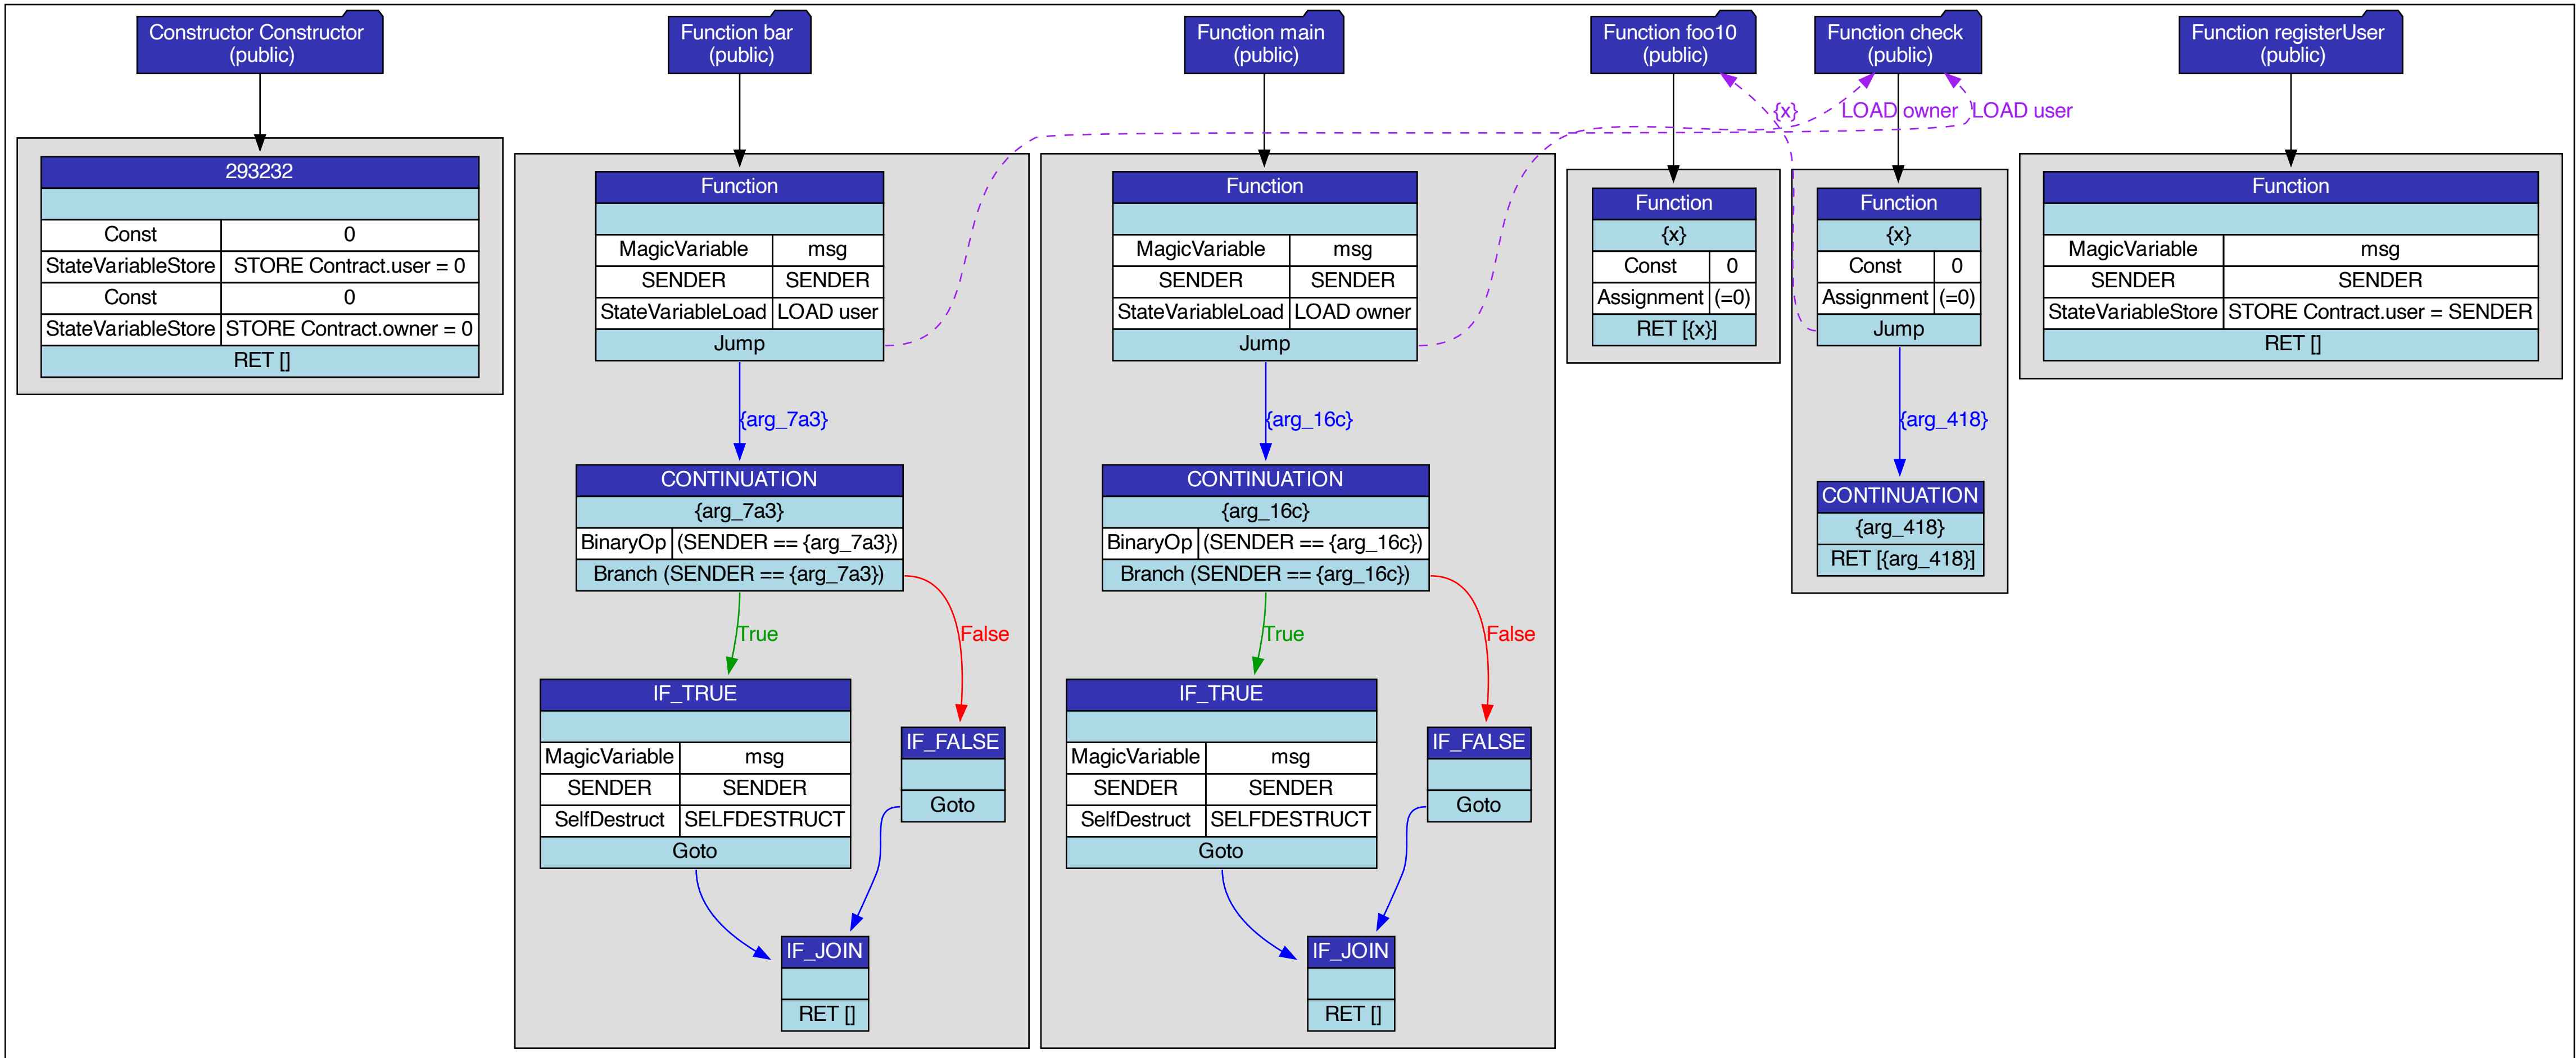 Constructor Constructor
(public)
Function bar
(public)
Function main
(public)
Function foo10
(public)
Function check
(public)
Function registerUser
(public)
{x}
LOAD owner
LOAD user
293232
Const 0
StateVariableStore STORE Contract.user = 0
Const 0
StateVariableStore STORE Contract.owner = 0
RET []
Function
MagicVariable msg
SENDER SENDER
StateVariableLoad LOAD user
Jump
{arg_7a3}
CONTINUATION
{arg_7a3}
BinaryOp (SENDER == {arg_7a3})
Branch (SENDER == {arg_7a3})
True
False
IF_TRUE
MagicVariable msg
SENDER SENDER
SelfDestruct SELFDESTRUCT
Goto
IF_FALSE
Goto
IF_JOIN
RET []
Function
MagicVariable msg
SENDER SENDER
StateVariableLoad LOAD owner
Jump
{arg_16c}
CONTINUATION
{arg_16c}
BinaryOp (SENDER == {arg_16c})
Branch (SENDER == {arg_16c})
True
False
IF_TRUE
MagicVariable msg
SENDER SENDER
SelfDestruct SELFDESTRUCT
Goto
IF_FALSE
Goto
IF_JOIN
RET []
Function
{x}
Const 0
Assignment (=0)
RET [{x}]
Function
{x}
Const 0
Assignment (=0)
Jump
{arg_418}
CONTINUATION
{arg_418}
RET [{arg_418}]
Function
MagicVariable msg
SENDER SENDER
StateVariableStore STORE Contract.user = SENDER
RET []